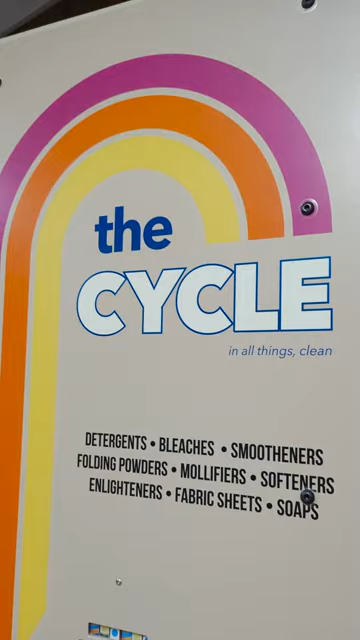 the
CYCLE
in all things, clean
DETERGENTS • BLEACHES • SMOOTHENERS
FOLDING POWDERS • MOLLIFIERS • SOFTENERS
ENLIGHTENERS • FABRIC SHEETS • SOAPS